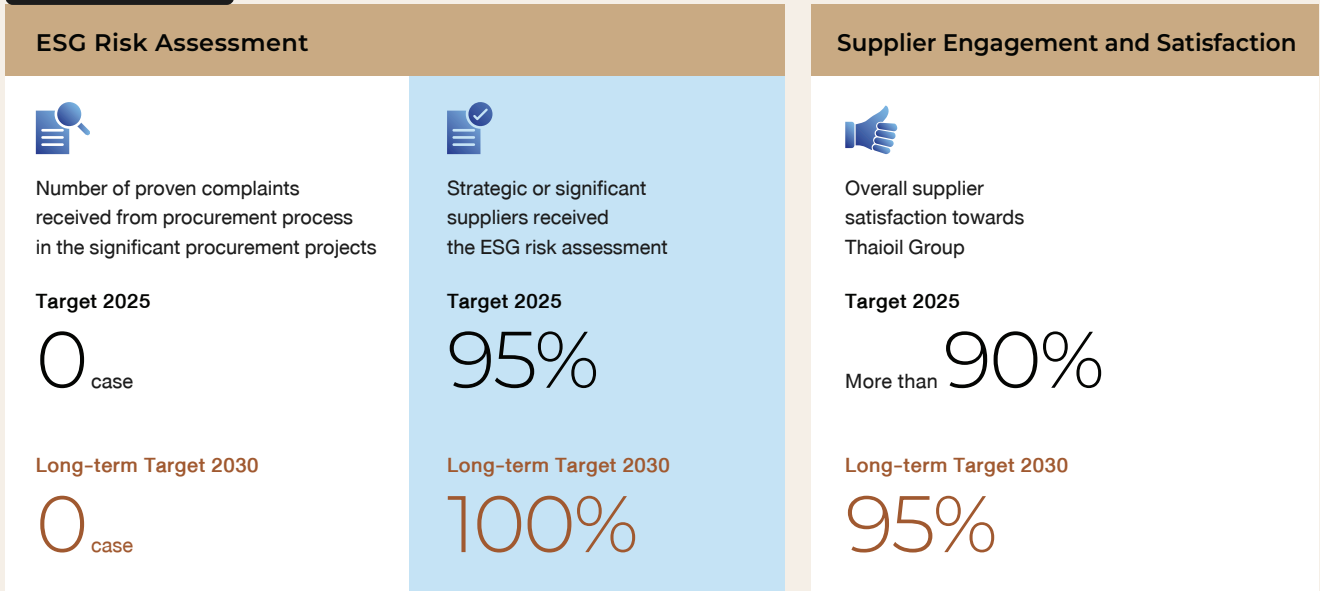 ESG Risk Assessment
Number of proven complaints
received from procurement process
in the significant procurement projects
Target 2025
0 case
Long-term Target 2030
0 case
Strategic or significant
suppliers received
the ESG risk assessment
Target 2025
95%
Long-term Target 2030
100%
Supplier Engagement and Satisfaction
Overall supplier
satisfaction towards
Thaioil Group
Target 2025
More than 90%
Long-term Target 2030
95%